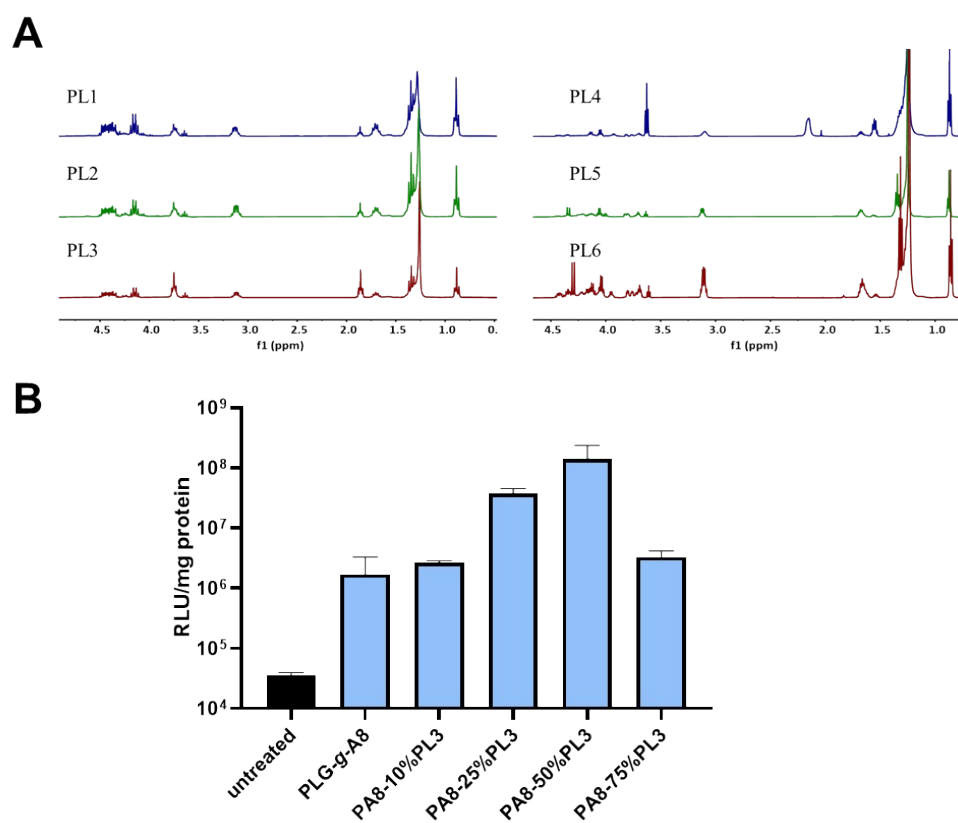 A
PL1
PL2
PL3
4.5 4.0 3.5 3.0 2.5 2.0 1.5 1.0 0.
f1 (ppm)
PL4
PL5
PL6
4.5 4.0 3.5 3.0 2.5 2.0 1.5 1.0
f1 (ppm)
B
RLU/mg protein
10⁹
10⁸
10⁷
10⁶
10⁵
10⁴
untreated
PLG-g-A8
PA8-10%PL3
PA8-25%PL3
PA8-50%PL3
PA8-75%PL3